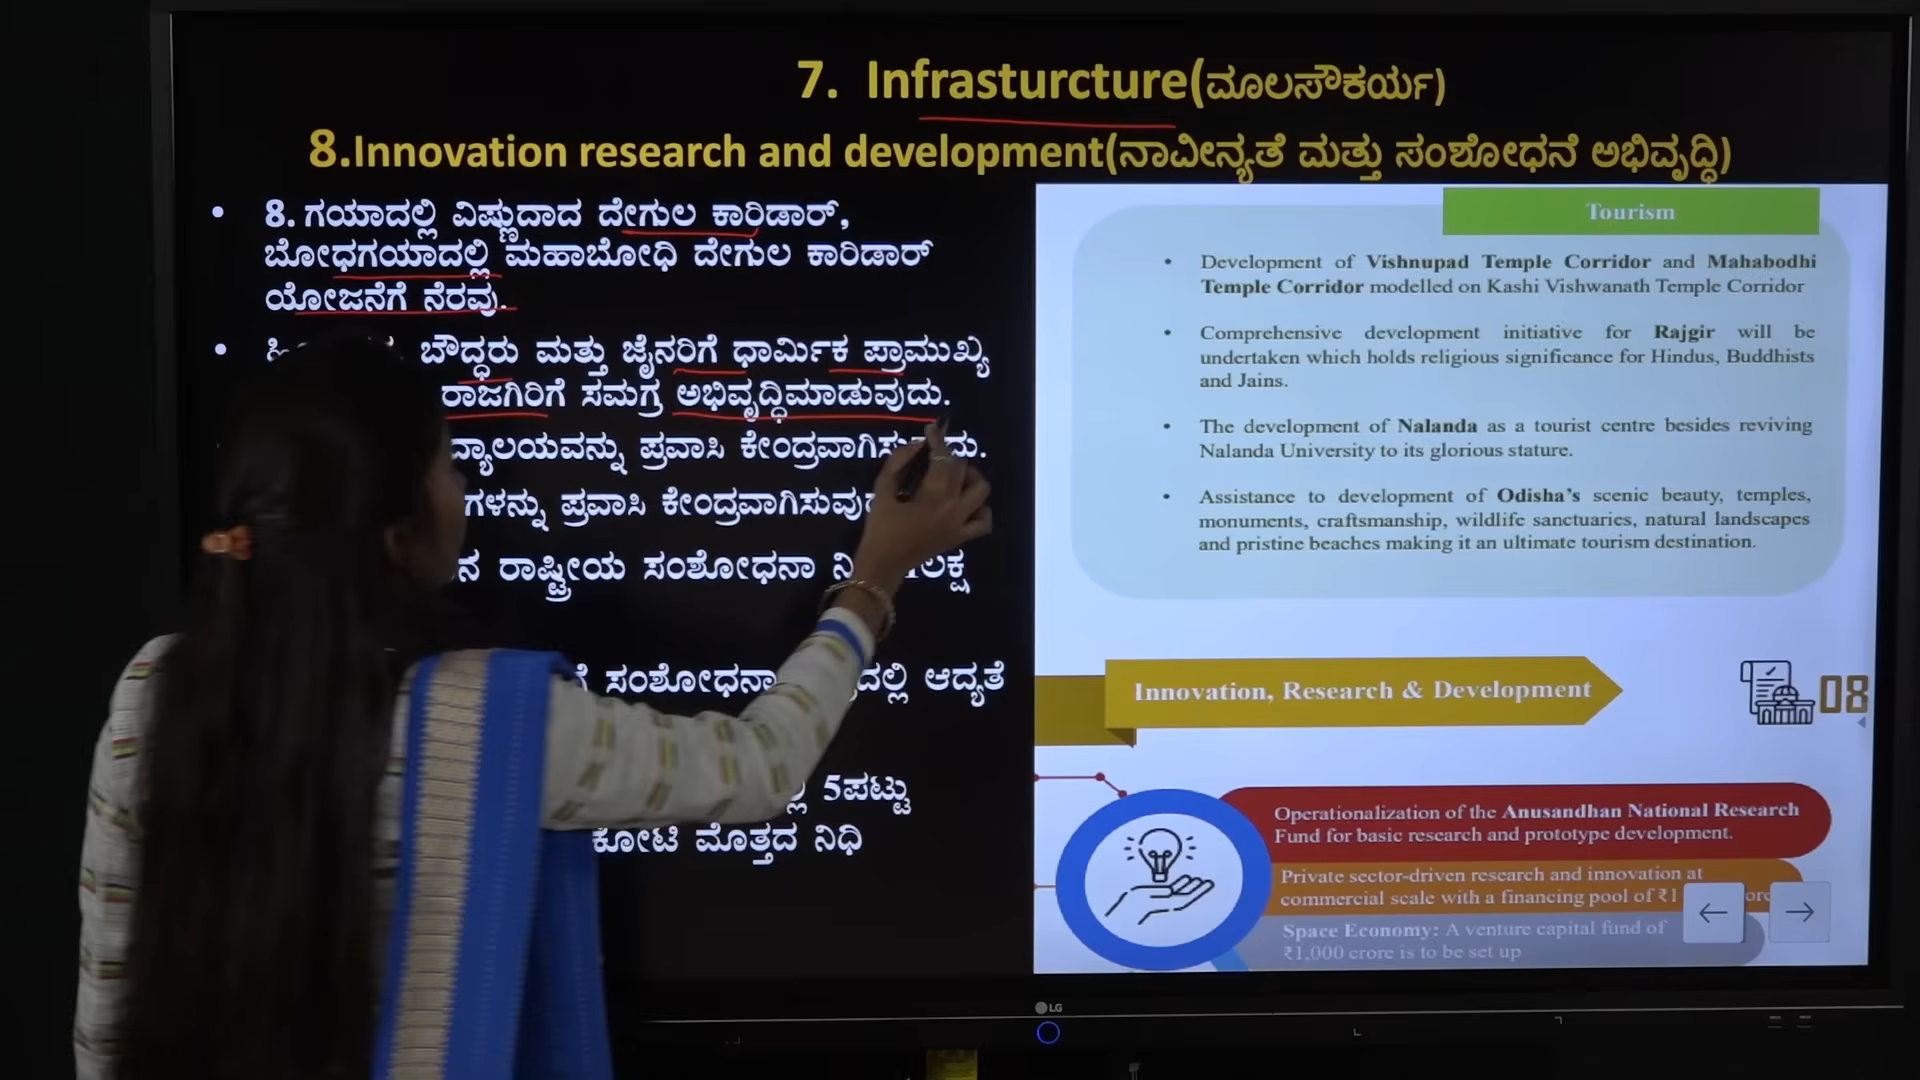 7. Infrasturcture(ಮೂಲಸೌಕರ್ಯ)
8.Innovation research and development(ನಾವೀನ್ಯತೆ ಮತ್ತು ಸಂಶೋಧನೆ ಅಭಿವೃದ್ಧಿ)
• 8. ಗಯಾದಲ್ಲಿ ವಿಷ್ಣುದಾದ ದೇಗುಲ ಕಾರಿಡಾರ್,
ಬೋಧಗಯಾದಲ್ಲಿ ಮಹಾಬೋಧಿ ದೇಗುಲ ಕಾರಿಡಾರ್
ಯೋಜನೆಗೆ ನೆರವು.
• ಬೌದ್ಧರು ಮತ್ತು ಜೈನರಿಗೆ ಧಾರ್ಮಿಕ ಪ್ರಾಮುಖ್ಯ
ರಾಜಗಿರಿಗೆ ಸಮಗ್ರ ಅಭಿವೃದ್ಧಿಮಾಡುವುದು.
ಪ್ರವಾಸಿ
ಪ್ರವಾಸಿ
ರಾಷ್ಟ್ರೀಯ ಸಂಶೋಧನಾ
ಆದ್ಯತೆ
5ಪಟ್ಟು
ಕೋಟಿ ಮೊತ್ತದ ನಿಧಿ
Tourism
• Development of Vishnupad Temple Corridor and Mahabodhi
Temple Corridor modelled on Kashi Vishwanath Temple Corridor
• Comprehensive development initiative for Rajgir will be
undertaken which holds religious significance for Hindus, Buddhists
and Jains.
• The development of Nalanda as a tourist centre besides reviving
Nalanda University to its glorious stature.
• Assistance to development of Odisha's scenic beauty, temples,
monuments, craftsmanship, wildlife sanctuaries, natural landscapes
and pristine beaches making it an ultimate tourism destination.
Innovation, Research & Development
08
Operationalization of the Anusandhan National Research
Fund for basic research and prototype development.
Private sector-driven research and innovation at
commercial scale with a financing pool of ₹1
Space Economy: A venture capital fund of
₹1,000 crore is to be set up
LG